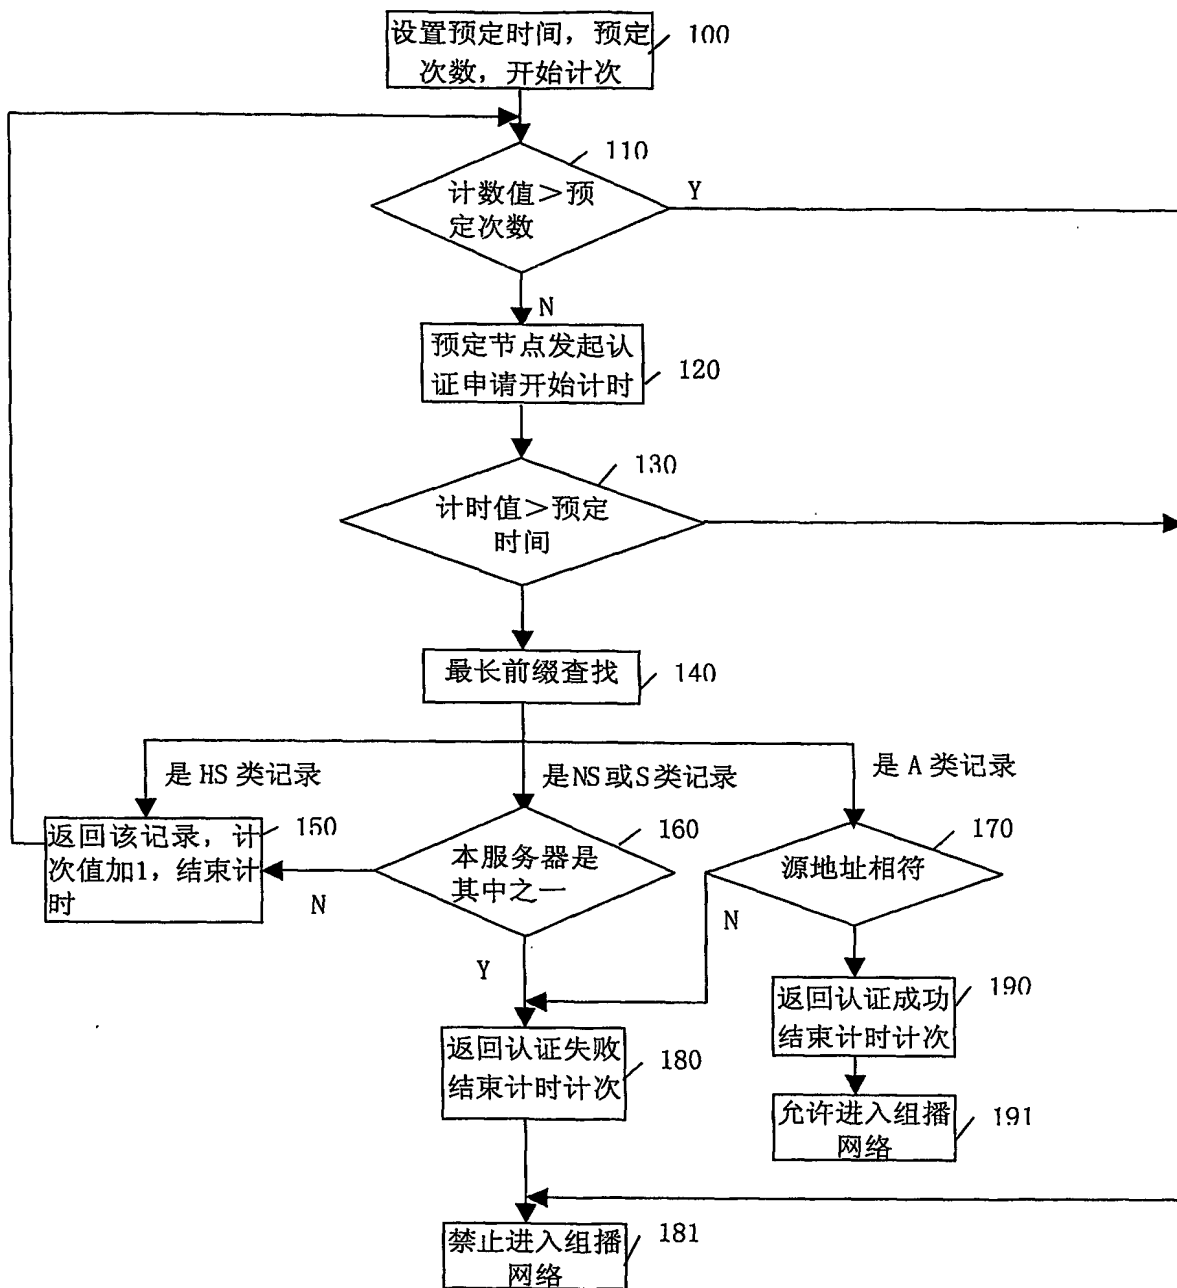 设置预定时间，预定
次数，开始计次
100
110
计数值＞预
定次数
Y
N
预定节点发起认
证申请开始计时
120
130
计时值＞预定
时间
最长前缀查找
140
是 HS 类记录
是NS或S类记录
是 A 类记录
返回该记录，计
次值加1，结束计
时
150
160
本服务器是
其中之一
170
源地址相符
N
N
Y
返回认证成功
结束计时计次
190
返回认证失败
结束计时计次
180
允许进入组播
网络
191
禁止进入组播
网络
181